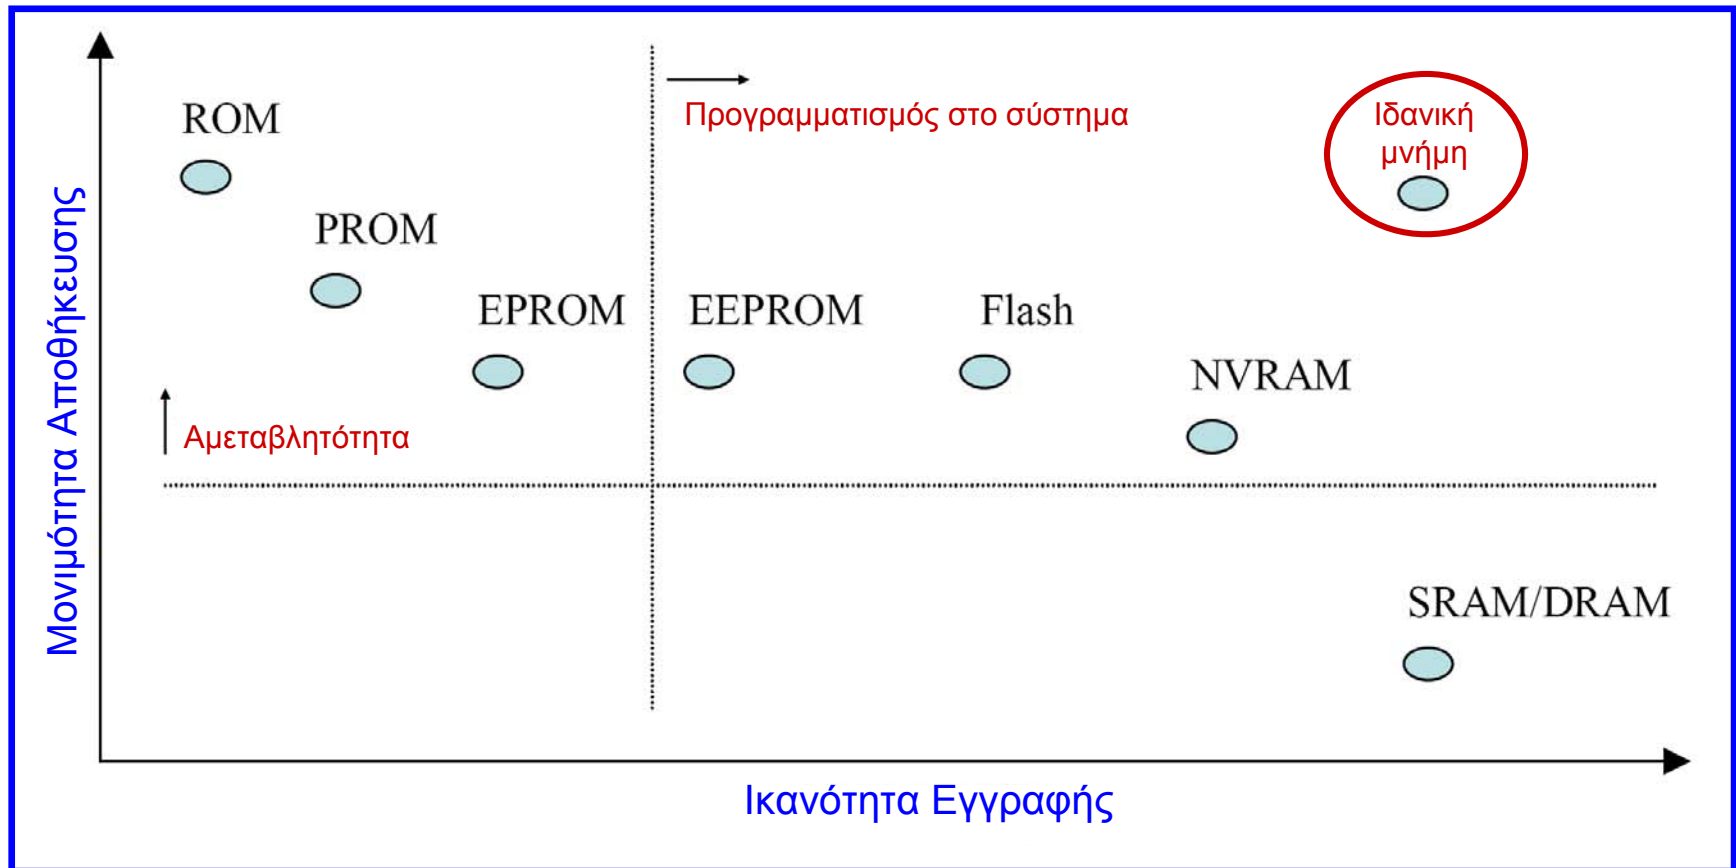 ROM
Προγραμματισμός στο σύστημα
Ιδανική
μνήμη
PROM
EPROM
EEPROM
Flash
NVRAM
Αμεταβλητότητα
SRAM/DRAM
Μονιμότητα Αποθήκευσης
Ικανότητα Εγγραφής